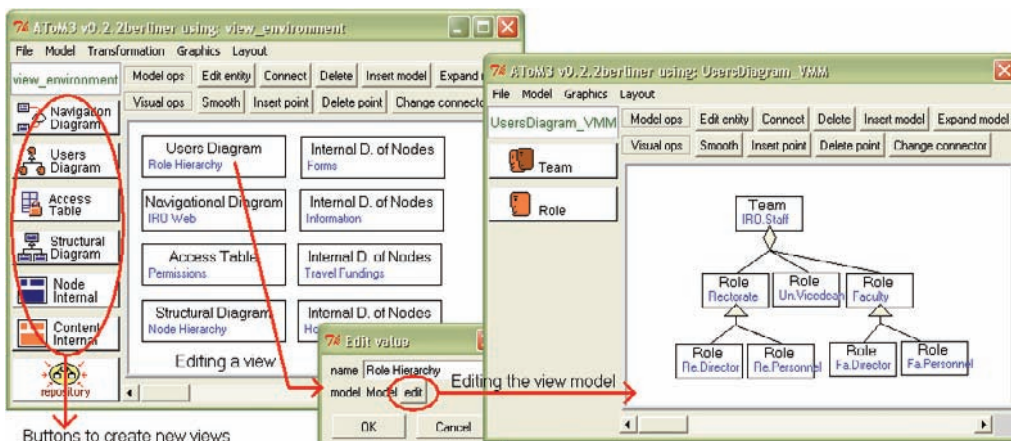 AToM3 v0.2.2berliner using: view_environment
File Model Transformation Graphics Layout
view_environment
Model ops Edit entity Connect Delete Insert model Expand
Visual ops Smooth Insert point Delete point Change connector
Navigation Diagram
Users Diagram
Access Table
Structural Diagram
Node Internal
Content Internal
repository
Users Diagram
Role Hierarchy
Internal D. of Nodes
Forms
Navigational Diagram
IRO Web
Internal D. of Nodes
Information
Access Table
Permissions
Internal D. of Nodes
Travel Fundings
Structural Diagram
Node Hierarchy
Internal D. of Nodes
Editing a view
Buttons to create new views
Edit value
name Role Hierarchy
model Model edit
OK Cancel
Editing the view model
AToM3 v0.2.2berliner using: UsersDiagram_VMM
File Model Graphics Layout
UsersDiagram_VMM
Model ops Edit entity Connect Delete Insert model Expand model
Visual ops Smooth Insert point Delete point Change connector
Team
Role
Team
IRO.Staff
Role
Rectorate
Role
Un.Vicedean
Role
Faculty
Role
Re.Director
Role
Re.Personnel
Role
Fa.Director
Role
Fa.Personnel